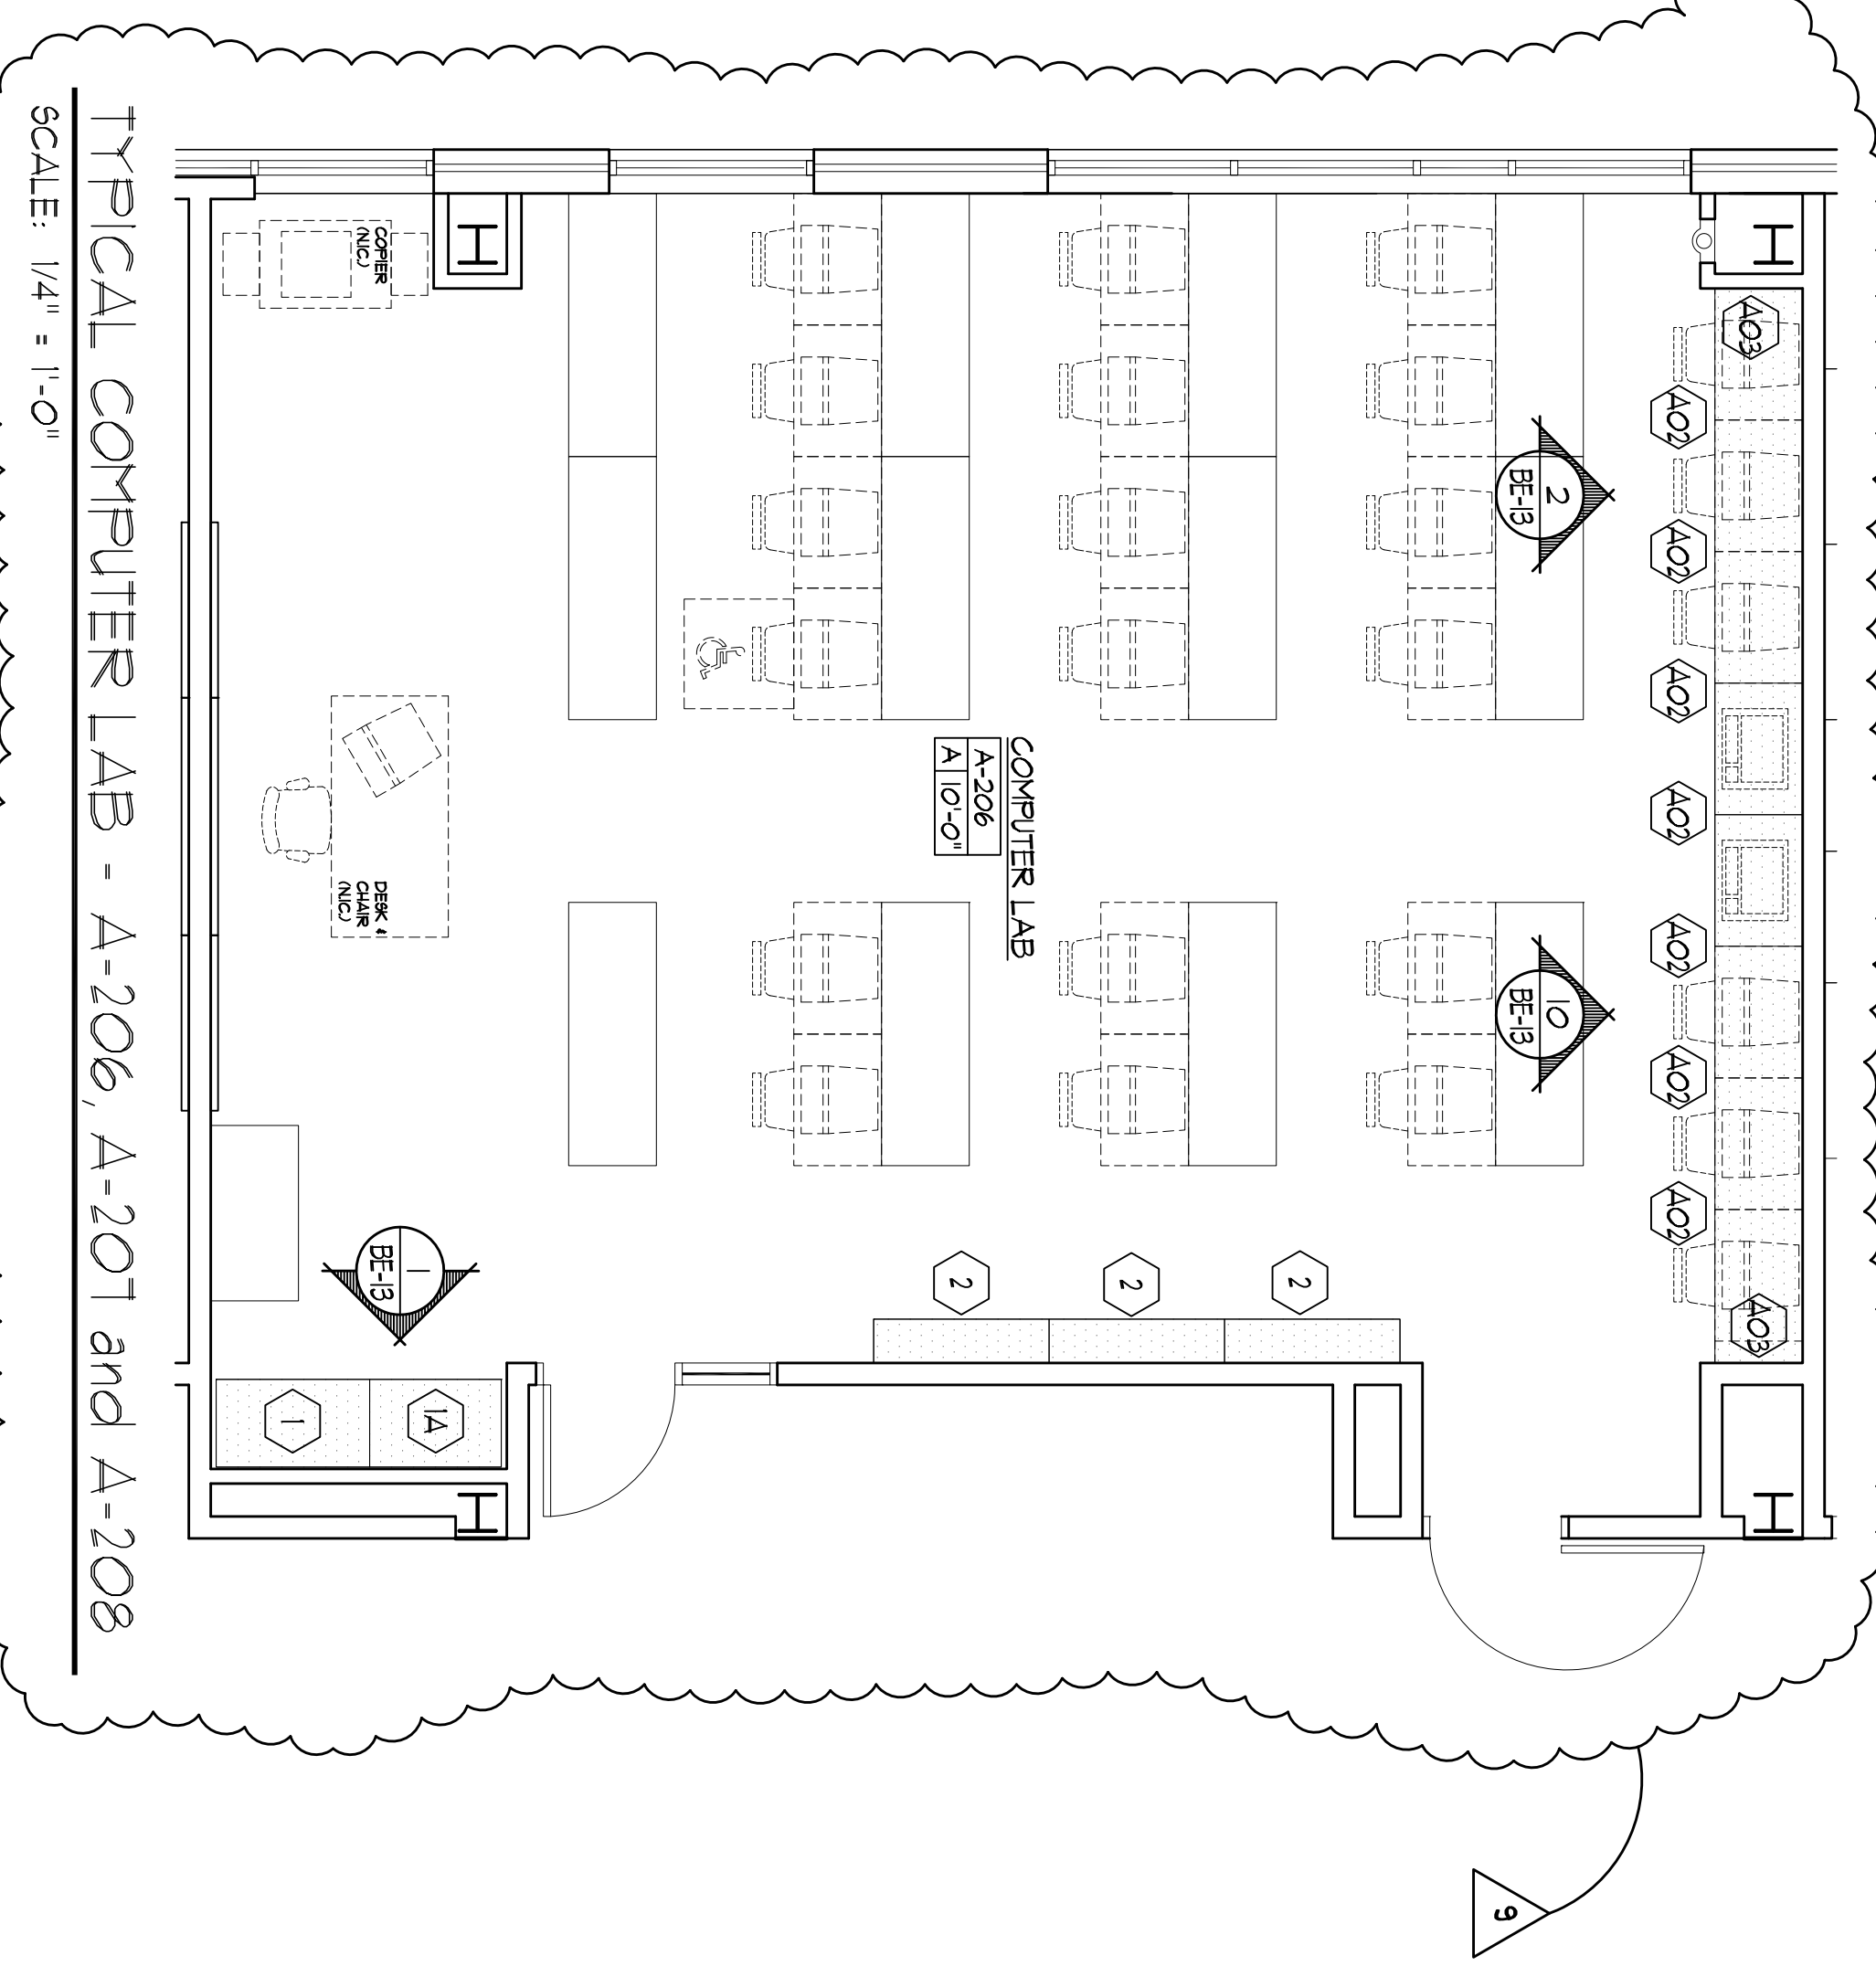 H
H
COPIER
(N.I.C.)
A03
A02
A02
A02
A02
A02
A02
A02
A03
2
BE-13
10
BE-13
COMPUTER LAB
A-206
A 10'-0"
DESK &
CHAIR
(N.I.C.)
1
BE-13
2
2
2
1A
1
H
H
9
TYPICAL COMPUTER LAB - A-206, A-207 and A-208
SCALE: 1/4" = 1'-0"